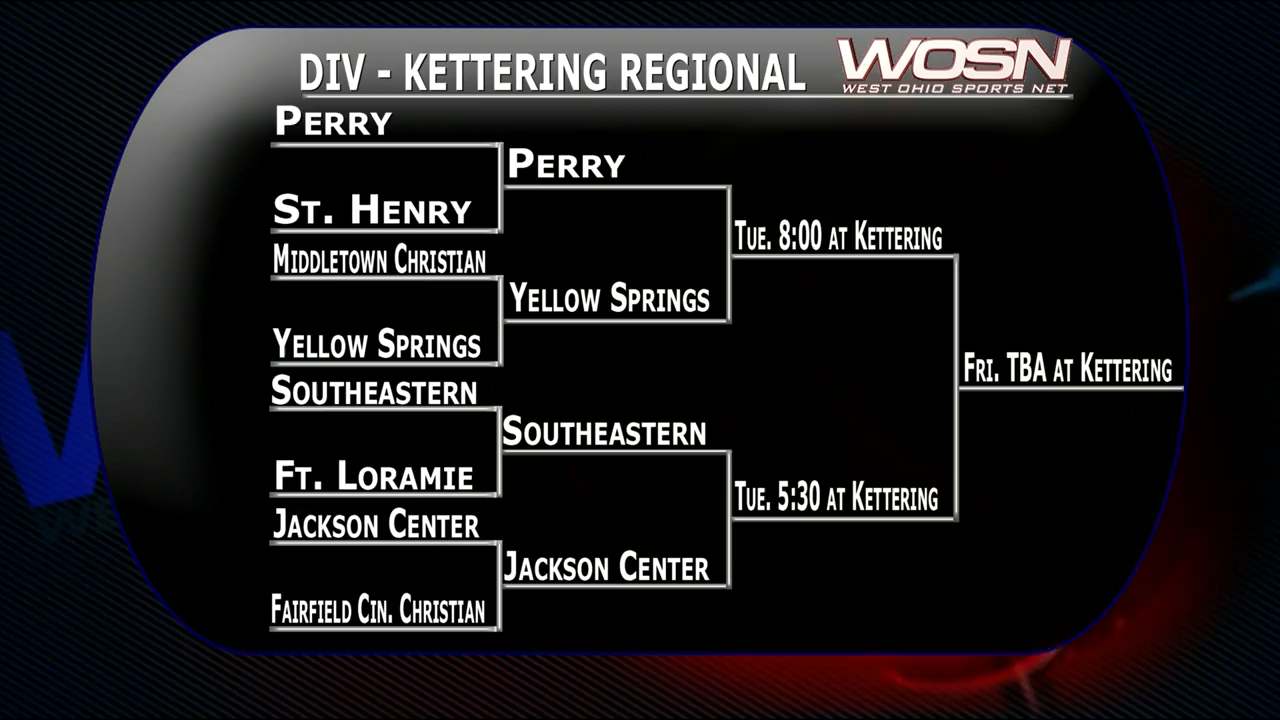 DIV - KETTERING REGIONAL
WOSN
WEST OHIO SPORTS NET
PERRY
ST. HENRY
MIDDLETOWN CHRISTIAN
YELLOW SPRINGS
SOUTHEASTERN
FT. LORAMIE
JACKSON CENTER
FAIRFIELD CIN. CHRISTIAN
PERRY
YELLOW SPRINGS
SOUTHEASTERN
JACKSON CENTER
TUE. 8:00 AT KETTERING
TUE. 5:30 AT KETTERING
FRI. TBA AT KETTERING